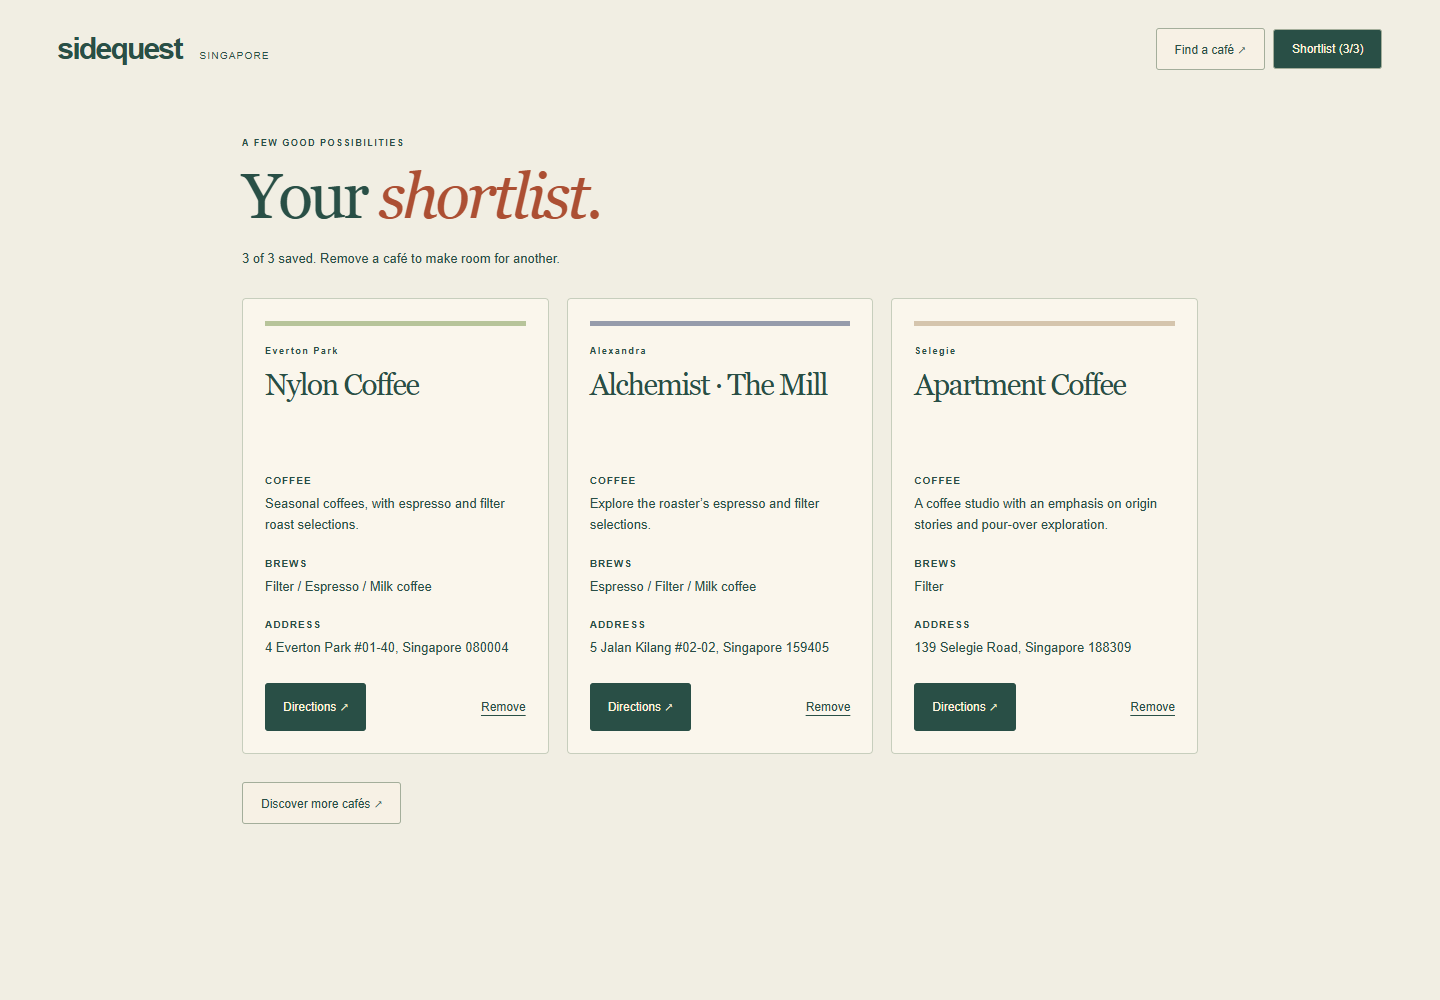 sidequest SINGAPORE
Find a café ↗
Shortlist (3/3)
A FEW GOOD POSSIBILITIES
Your shortlist.
3 of 3 saved. Remove a café to make room for another.
Everton Park
Nylon Coffee
COFFEE
Seasonal coffees, with espresso and filter
roast selections.
BREWS
Filter / Espresso / Milk coffee
ADDRESS
4 Everton Park #01-40, Singapore 080004
Directions ↗
Remove
Alexandra
Alchemist · The Mill
COFFEE
Explore the roaster’s espresso and filter
selections.
BREWS
Espresso / Filter / Milk coffee
ADDRESS
5 Jalan Kilang #02-02, Singapore 159405
Directions ↗
Remove
Selegie
Apartment Coffee
COFFEE
A coffee studio with an emphasis on origin
stories and pour-over exploration.
BREWS
Filter
ADDRESS
139 Selegie Road, Singapore 188309
Directions ↗
Remove
Discover more cafés ↗